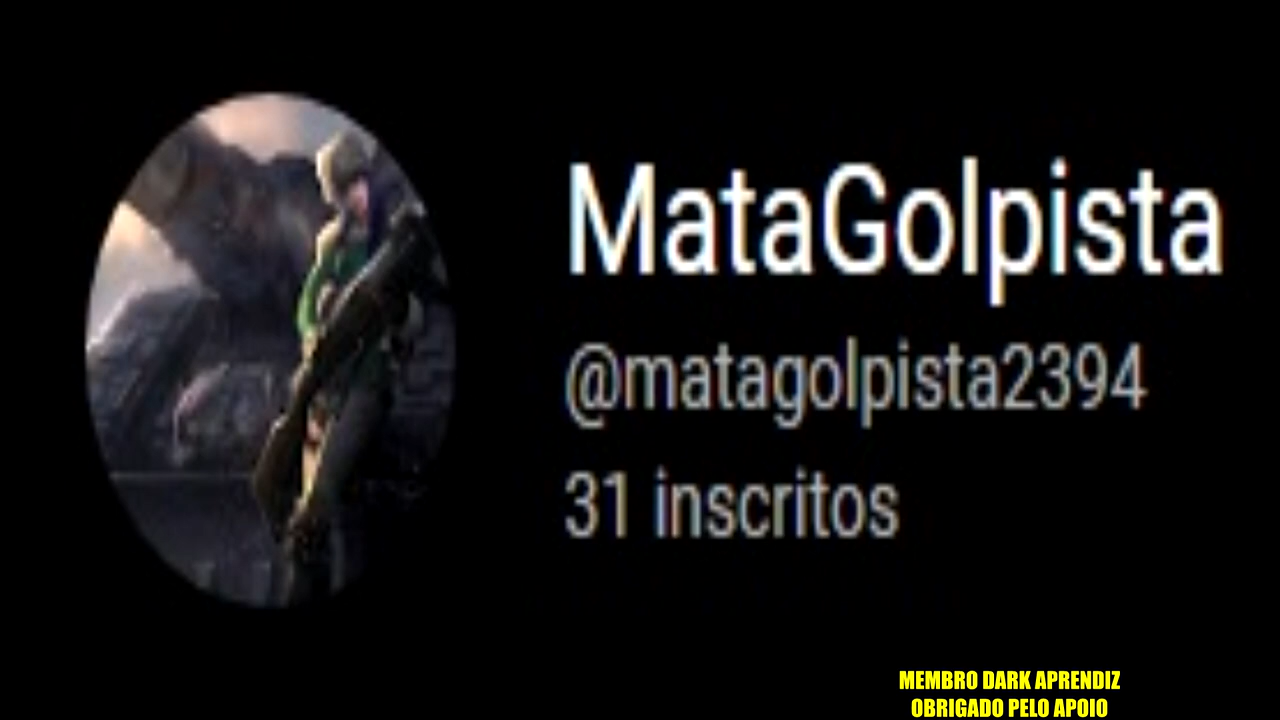 MataGolpista
@matagolpista2394
31 inscritos
MEMBRO DARK APRENDIZ
OBRIGADO PELO APOIO